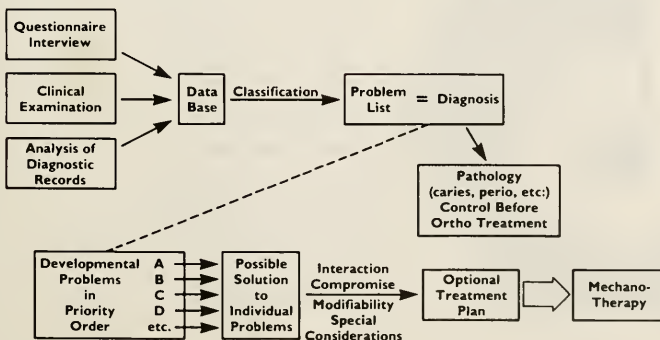 Questionnaire
Interview
Clinical
Examination
Analysis of
Diagnostic
Records
Data
Base
Classification
Problem
List
= Diagnosis
Pathology
(caries, perio, etc:)
Control Before
Ortho Treatment
Developmental
Problems
in
Priority
Order
A
B
C
D
etc.
Possible
Solution
to
Individual
Problems
Interaction
Compromise
Modifiability
Special
Considerations
Optional
Treatment
Plan
Mechano-
Therapy